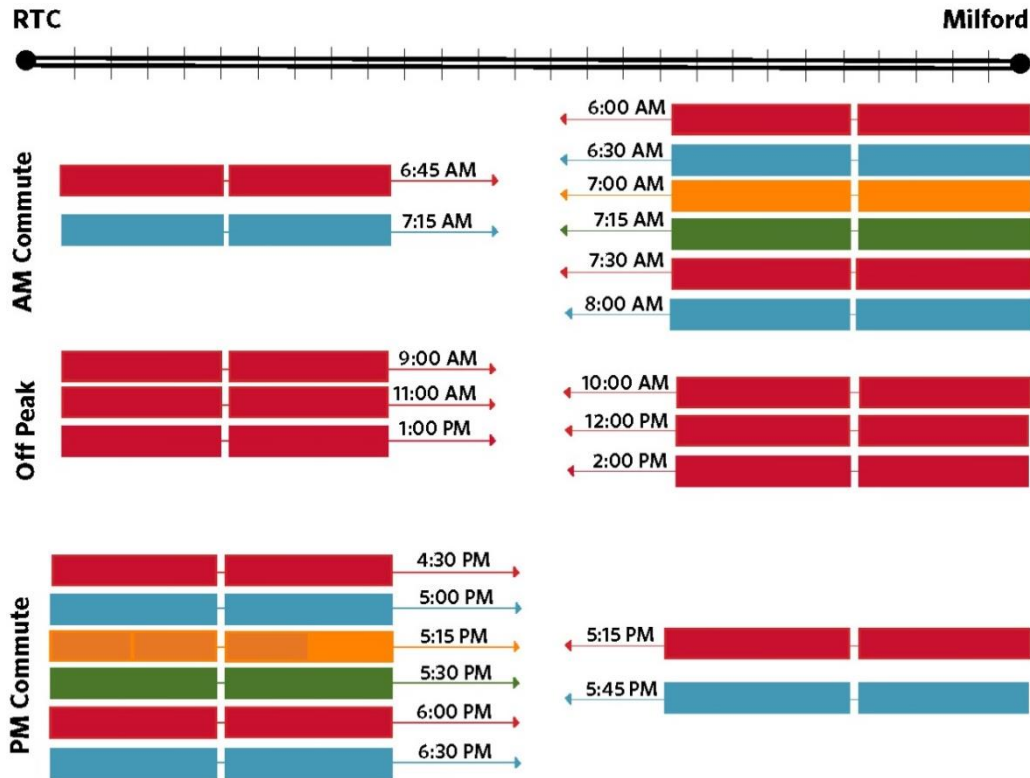 RTC
Milford
AM Commute
6:45 AM
7:15 AM
6:00 AM
6:30 AM
7:00 AM
7:15 AM
7:30 AM
8:00 AM
Off Peak
9:00 AM
11:00 AM
1:00 PM
10:00 AM
12:00 PM
2:00 PM
PM Commute
4:30 PM
5:00 PM
5:15 PM
5:30 PM
6:00 PM
6:30 PM
5:15 PM
5:45 PM